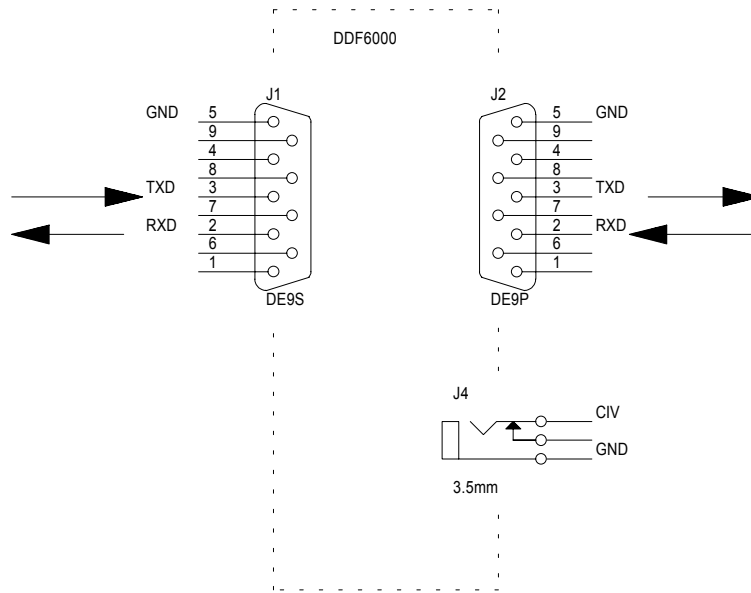 DDF6000
J1
GND 5
9
4
8
TXD 3
7
RXD 2
6
1
DE9S
J2
5 GND
9
4
8
3 TXD
7
2 RXD
6
1
DE9P
J4
CIV
GND
3.5mm